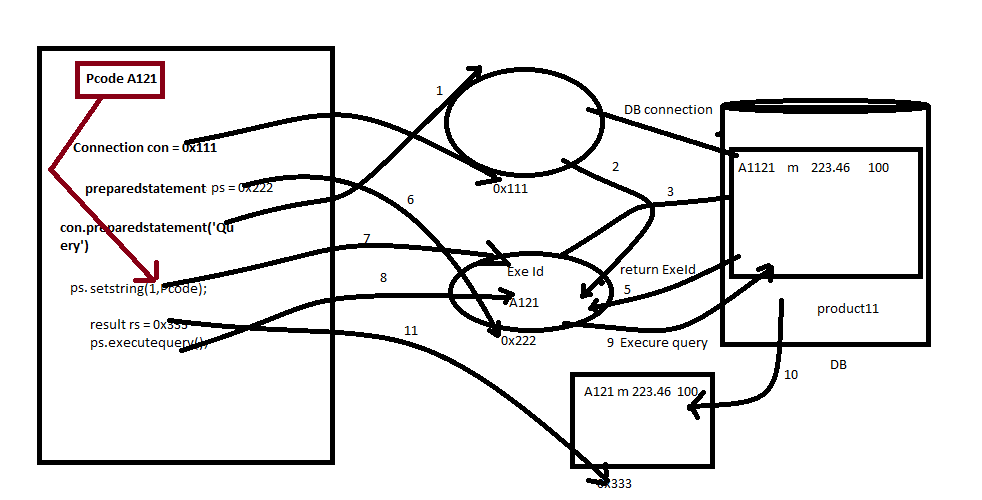 Pcode A121
Connection con = 0x111
preparedstatement ps = 0x222
con.preparedstatement('Qu
ery')
ps. setstring(1,Pcode);
result rs = 0x333
ps.executequery();
1
0x111
DB connection
2
3
6
7
8
11
Exe Id
A121
0x222
return ExeId
5
9 Execure query
A1121 m 223.46 100
product11
DB
10
A121 m 223.46 100
0x333